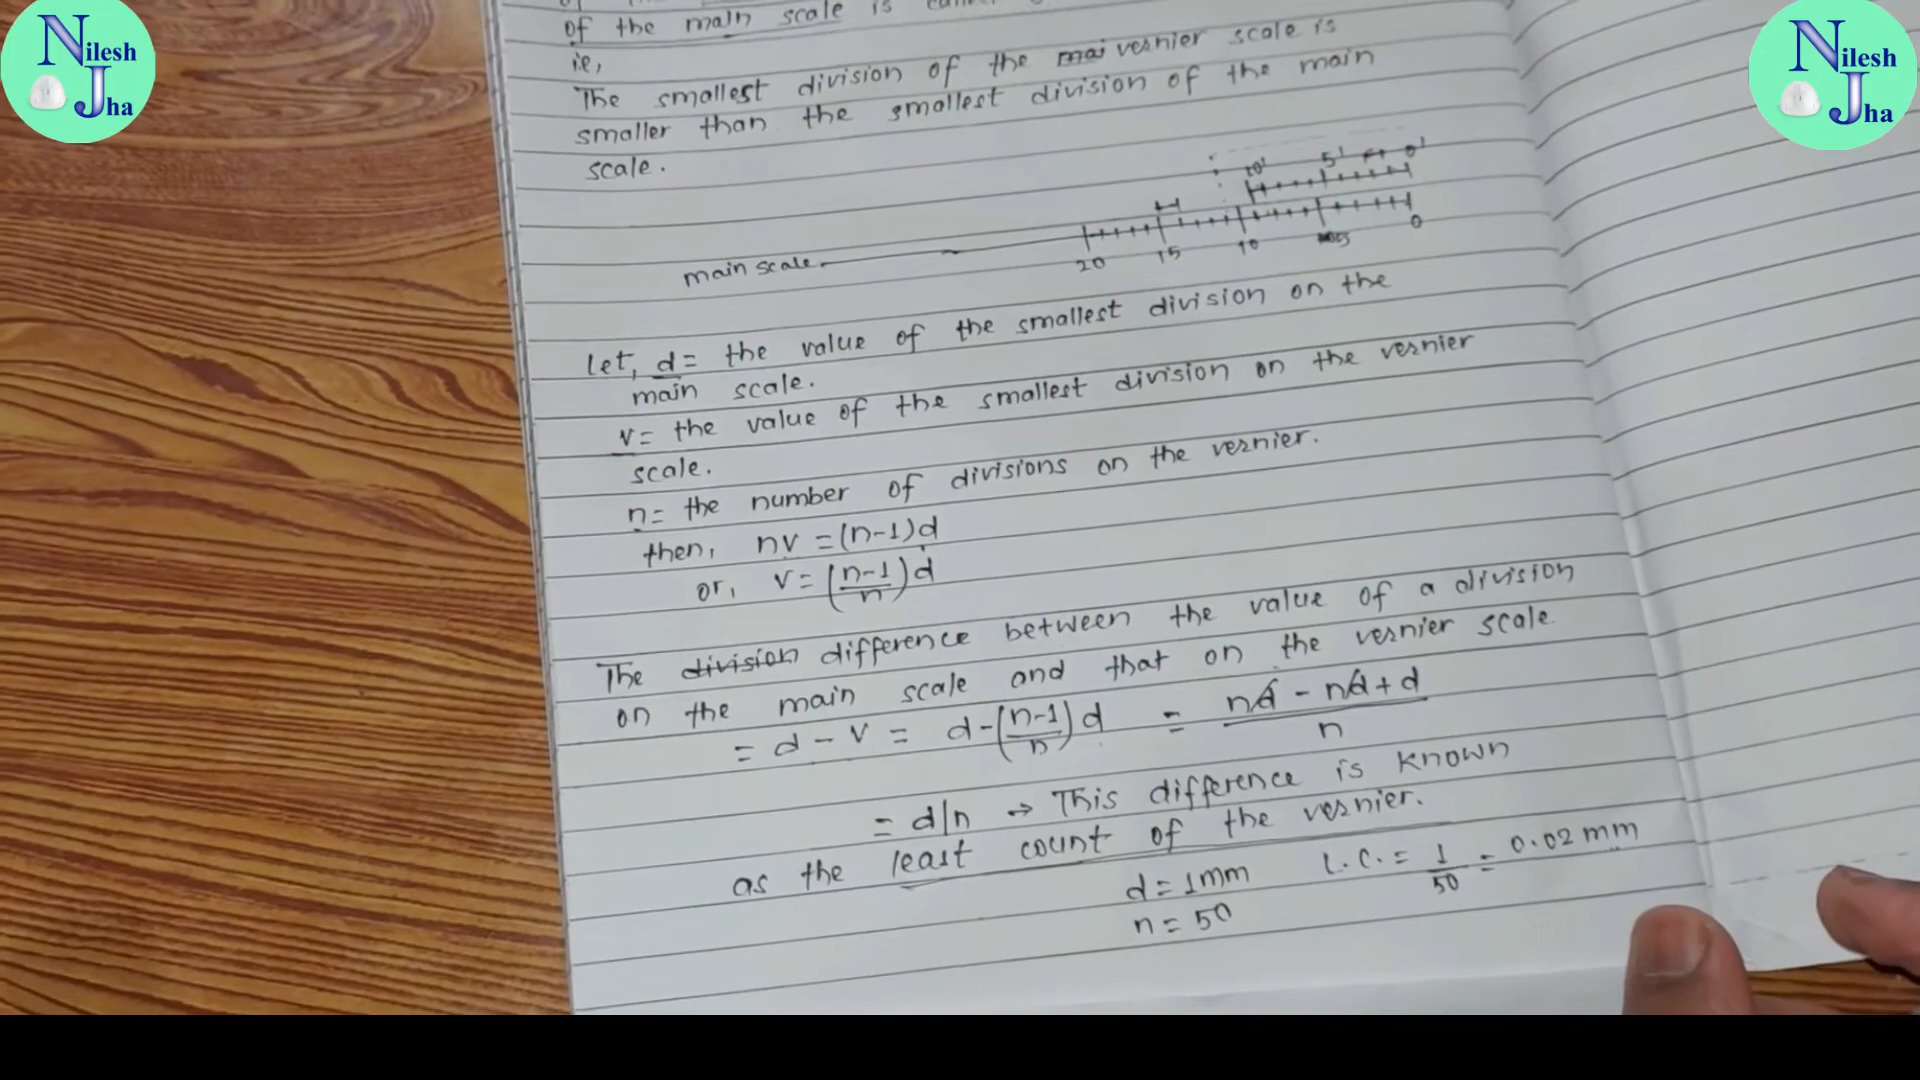 Nilesh
Jha
Nilesh
Jha
of the main scale is
ie,
The smallest division of the mai vernier scale is
smaller than the smallest division of the main
scale.
10' 5' 0'
main scale
20 15 10 5 0
Let, d = the value of the smallest division on the
main scale.
v = the value of the smallest division on the vernier
scale.
n = the number of divisions on the vernier.
then, nv = (n-1)d
or, v = (n-1/n)d
The division difference between the value of a division
on the main scale and that on the vernier scale
= d - v = d - (n-1/n)d = nd - nd + d / n
= d/n → This difference is known
as the least count of the vernier.
d = 1mm L.C. = 1/50 = 0.02 mm
n = 50